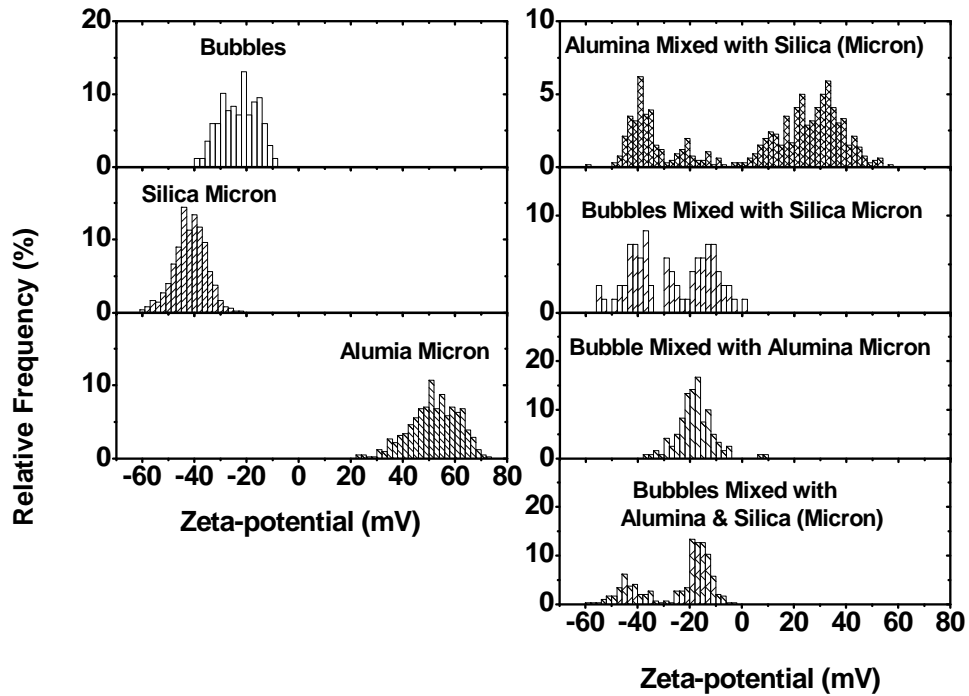 Relative Frequency (%)
Bubbles
20
10
0
Silica Micron
10
0
Alumia Micron
10
0
-60 -40 -20 0 20 40 60 80
Zeta-potential (mV)
Alumina Mixed with Silica (Micron)
10
5
0
Bubbles Mixed with Silica Micron
10
0
Bubble Mixed with Alumina Micron
20
10
0
Bubbles Mixed with
Alumina & Silica (Micron)
20
10
0
-60 -40 -20 0 20 40 60 80
Zeta-potential (mV)